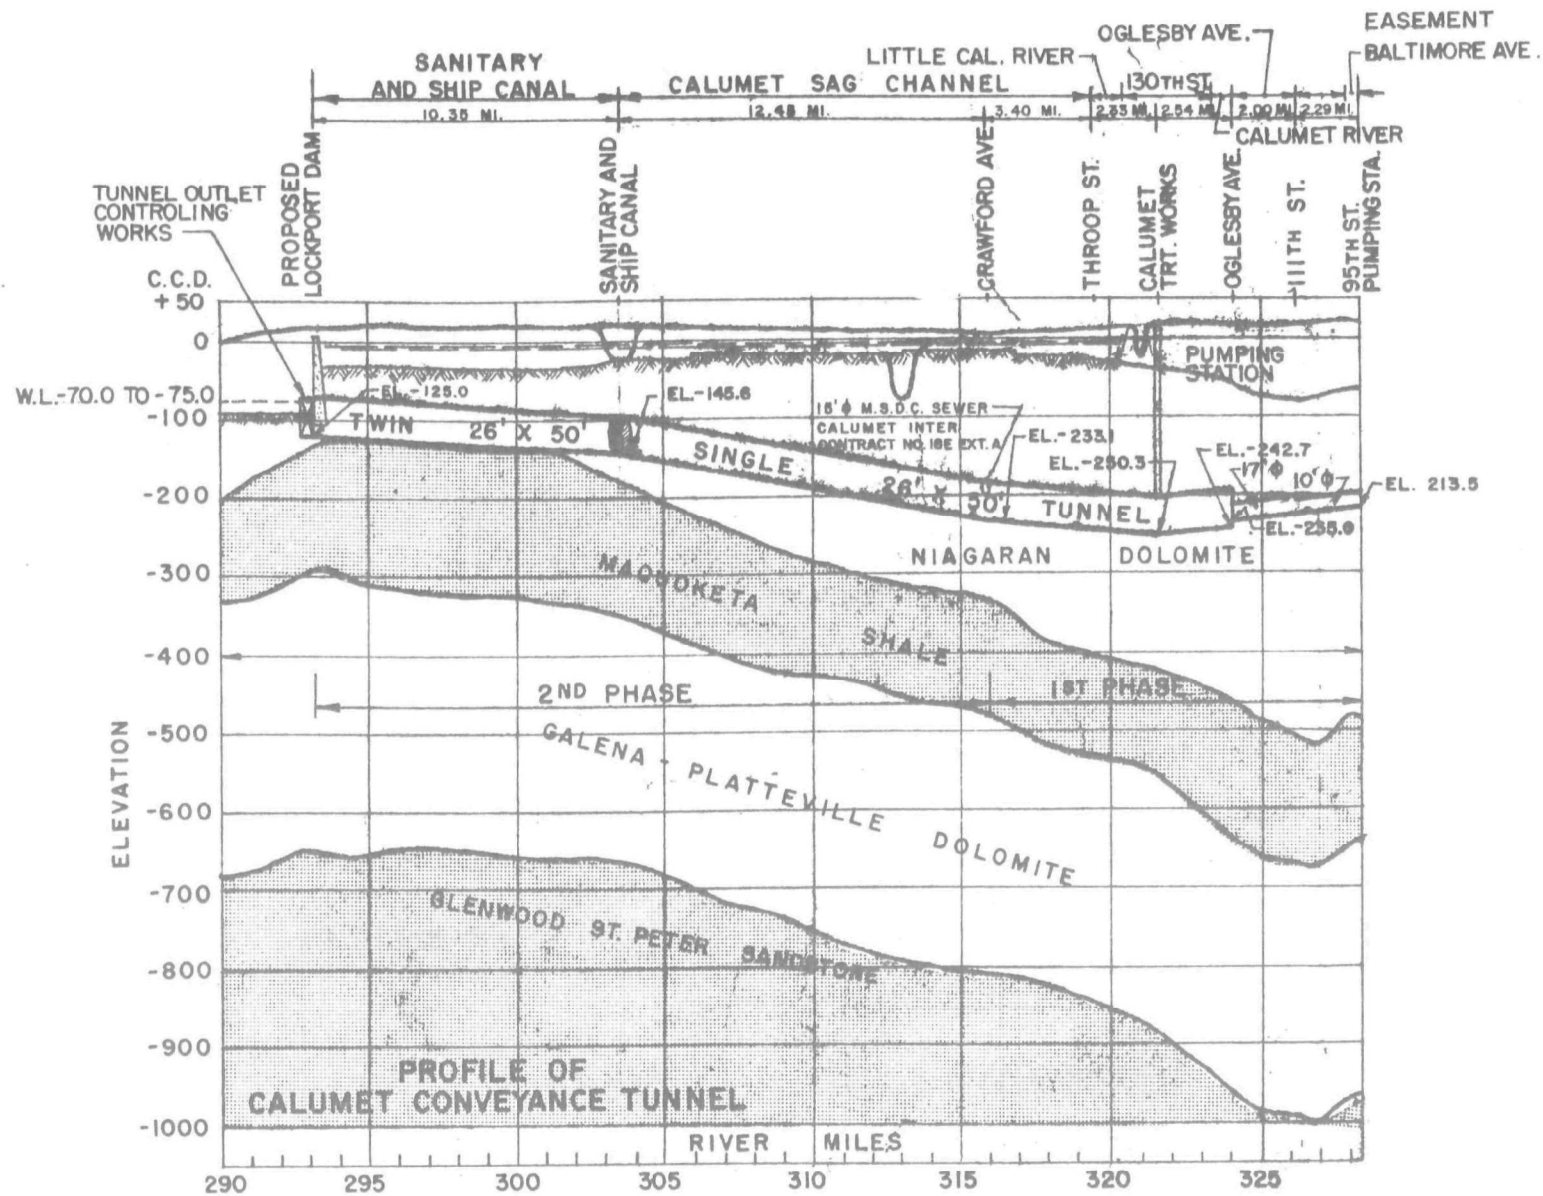 EASEMENT
OGLESBY AVE.
BALTIMORE AVE.
SANITARY
AND SHIP CANAL
CALUMET SAG CHANNEL
LITTLE CAL. RIVER
130TH ST.
10.35 MI.
12.48 MI.
3.40 MI.
2.54 MI.
2.00 MI.
2.29 MI.
CALUMET RIVER
TUNNEL OUTLET
CONTROLING
WORKS
PROPOSED
LOCKPORT DAM
SANITARY AND
SHIP CANAL
CRAWFORD AVE.
THROOP ST.
CALUMET
TRT. WORKS
OGLESBY AVE.
111TH ST.
95TH ST.
PUMPING STA.
C.C.D.
+50
0
-100
-200
-300
-400
-500
-600
-700
-800
-900
-1000
ELEVATION
W.L.-70.0 TO -75.0
PUMPING
STATION
EL.-125.0
EL.-145.6
TWIN 26' X 50'
15' ϕ M.S.D.C. SEWER
CALUMET INTER
CONTRACT NO. 18E EXT. A
EL.-233.1
EL.-250.3
EL.-242.7
17' ϕ
10' ϕ
EL. 213.5
EL.-235.0
SINGLE 26' X 50' TUNNEL
NIAGARAN DOLOMITE
MAQUOKETA SHALE
2ND PHASE
1ST PHASE
GALENA - PLATTEVILLE DOLOMITE
GLENWOOD ST. PETER SANDSTONE
PROFILE OF
CALUMET CONVEYANCE TUNNEL
RIVER MILES
290 295 300 305 310 315 320 325